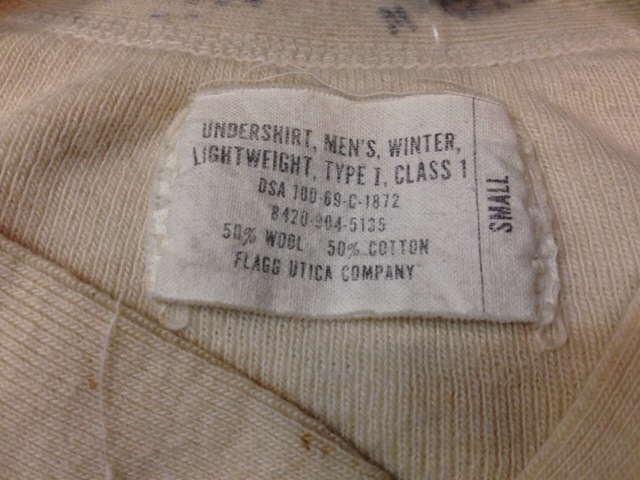 UNDERSHIRT, MEN'S, WINTER,
LIGHTWEIGHT, TYPE I, CLASS 1
DSA 100-69-C-1872
8420-904-5135
50% WOOL 50% COTTON
FLAGG UTICA COMPANY
SMALL